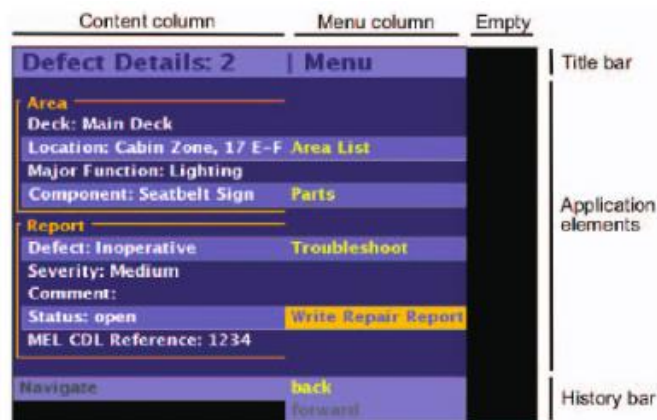 Content column Menu column Empty
Defect Details: 2 | Menu
Title bar
Area
Deck: Main Deck
Location: Cabin Zone, 17 E-F Area List
Major Function: Lighting
Component: Seatbelt Sign Parts
Application
elements
Report
Defect: Inoperative Troubleshoot
Severity: Medium
Comment:
Status: open Write Repair Report
MEL CDL Reference: 1234
Navigate back
History bar
forward